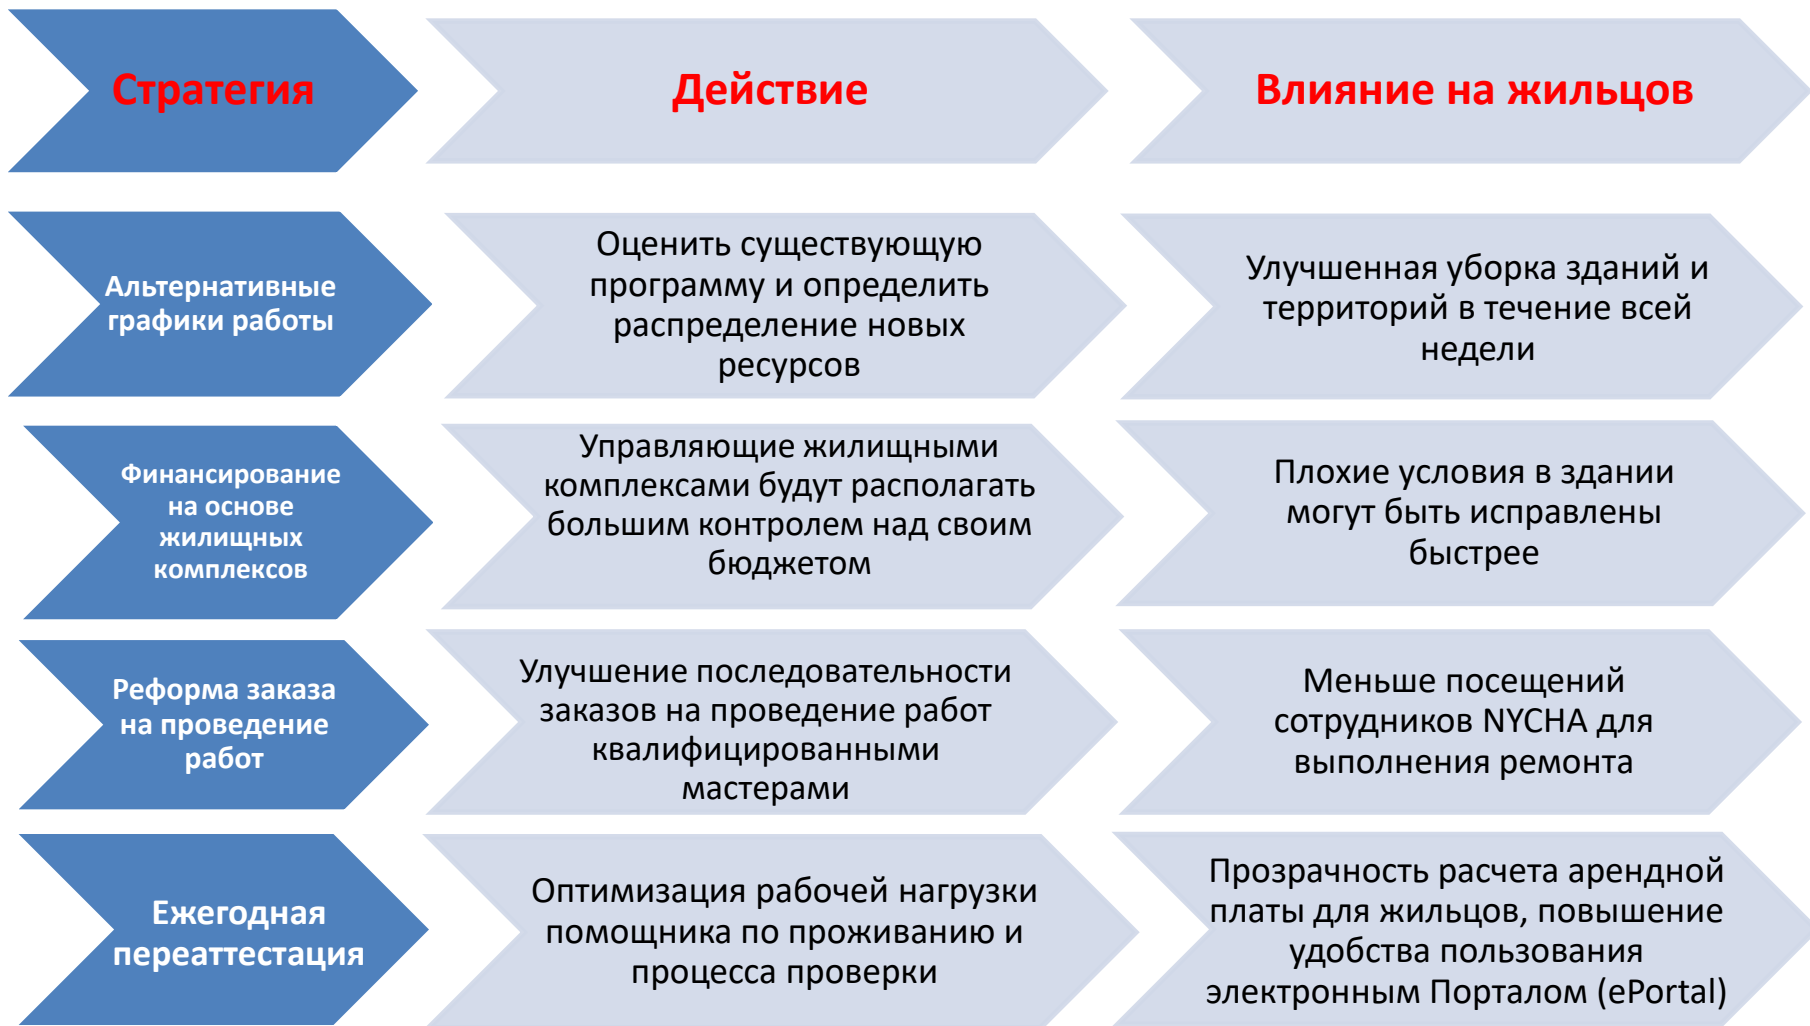 Стратегия
Действие
Влияние на жильцов
Альтернативные
графики работы
Оценить существующую
программу и определить
распределение новых
ресурсов
Улучшенная уборка зданий и
территорий в течение всей
недели
Финансирование
на основе
жилищных
комплексов
Управляющие жилищными
комплексами будут располагать
большим контролем над своим
бюджетом
Плохие условия в здании
могут быть исправлены
быстрее
Реформа заказа
на проведение
работ
Улучшение последовательности
заказов на проведение работ
квалифицированными
мастерами
Меньше посещений
сотрудников NYCHA для
выполнения ремонта
Ежегодная
переаттестация
Оптимизация рабочей нагрузки
помощника по проживанию и
процесса проверки
Прозрачность расчета арендной
платы для жильцов, повышение
удобства пользования
электронным Порталом (ePortal)